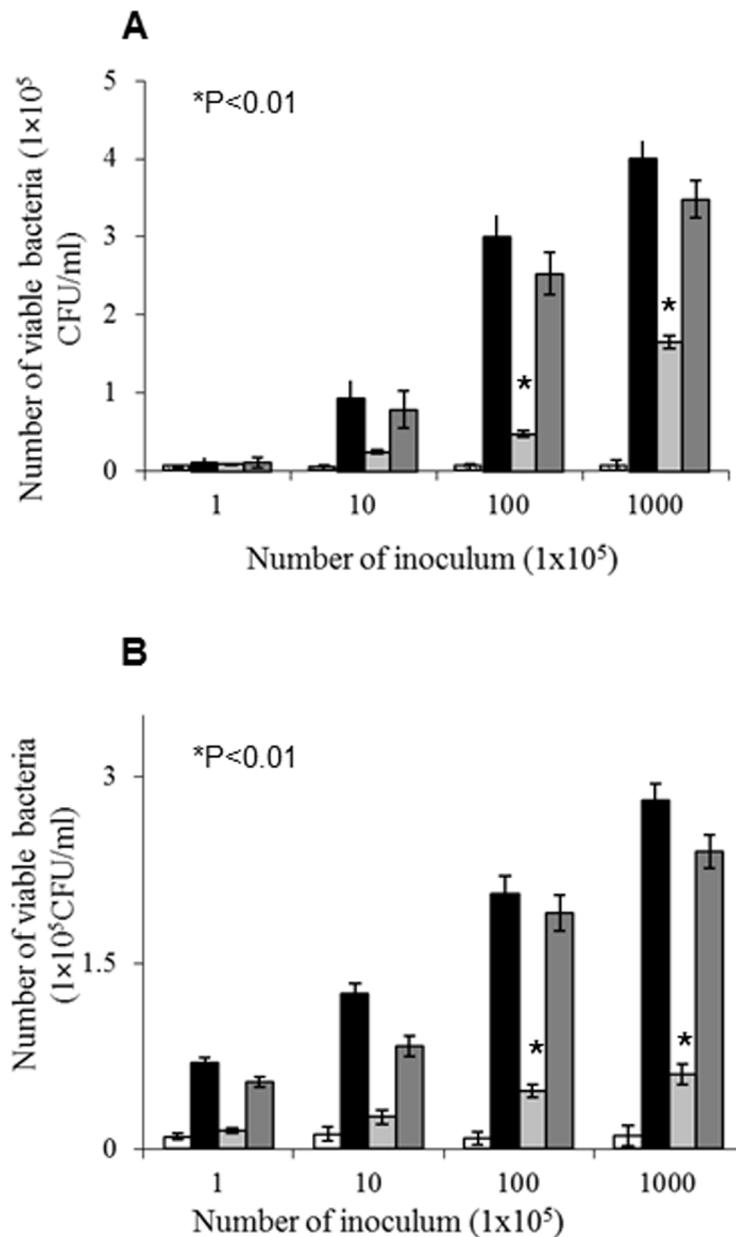 A
Number of viable bacteria (1×10⁵
CFU/ml)
*P<0.01
5
4
3
2
1
0
*
*
1 10 100 1000
Number of inoculum (1x10⁵)
B
Number of viable bacteria
(1×10⁵CFU/ml)
*P<0.01
3
1.5
0
*
*
1 10 100 1000
Number of inoculum (1x10⁵)